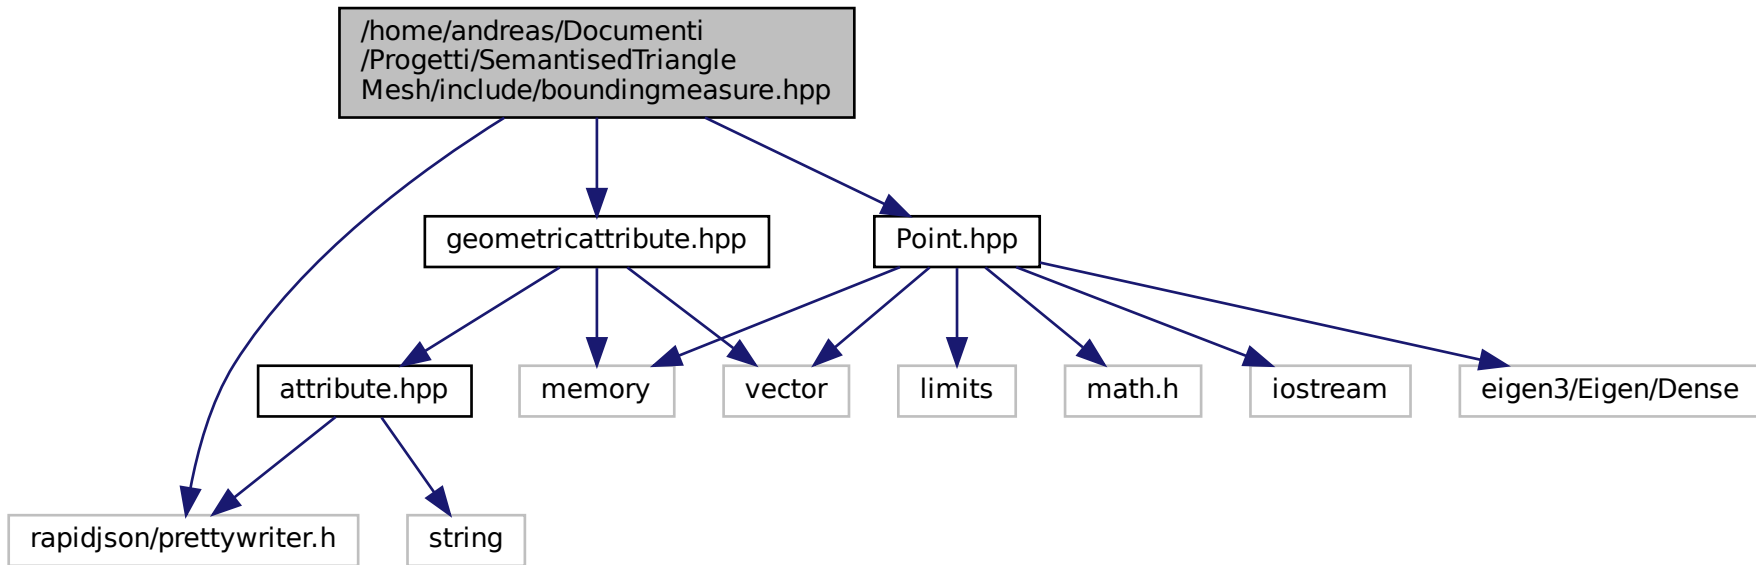 /home/andreas/Documenti
/Progetti/SemantisedTriangle
Mesh/include/boundingmeasure.hpp
geometricattribute.hpp
Point.hpp
attribute.hpp
memory
vector
limits
math.h
iostream
eigen3/Eigen/Dense
rapidjson/prettywriter.h
string